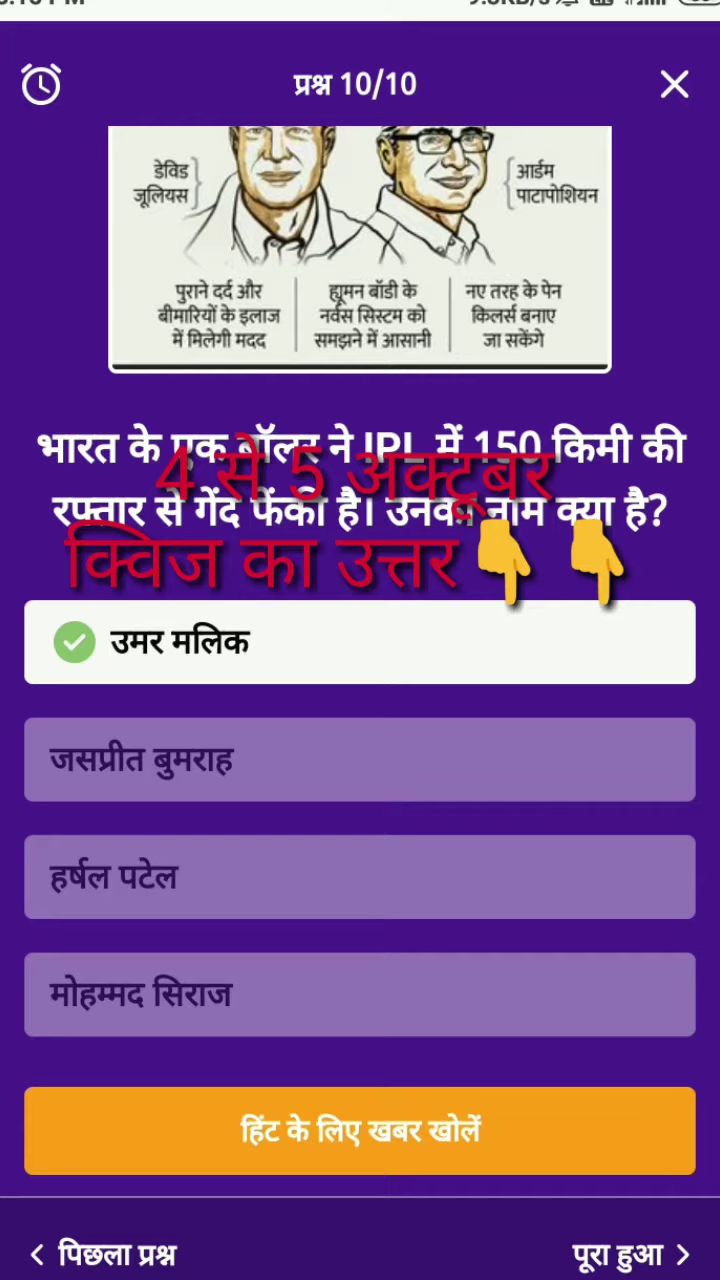 प्रश्न 10/10
डेविड
जूलियस
आर्डम
पाटापोशियन
पुराने दर्द और
बीमारियों के इलाज
में मिलेगी मदद
ह्यूमन बॉडी के
नर्वस सिस्टम को
समझने में आसानी
नए तरह के पेन
किलर्स बनाए
जा सकेंगे
भारत के एक बॉलर ने IPL में 150 किमी की
रफ्तार से गेंद फेंकी है। उनका नाम क्या है?
4 से 5 अक्टूबर
क्विज का उत्तर👇👇
उमर मलिक
जसप्रीत बुमराह
हर्षल पटेल
मोहम्मद सिराज
हिंट के लिए खबर खोलें
पिछला प्रश्न
पूरा हुआ